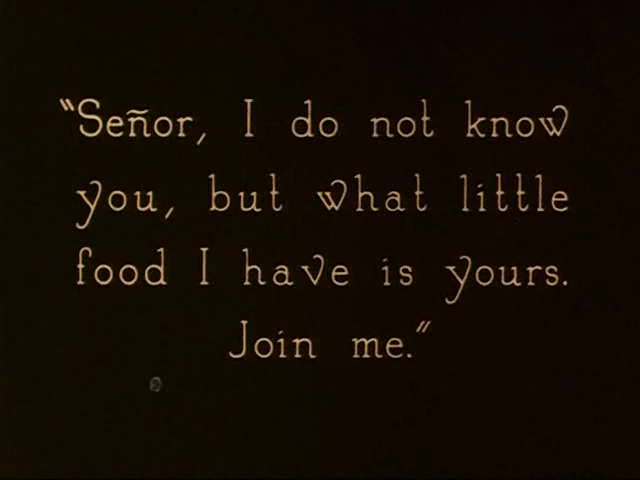 "Señor, I do not know
you, but what little
food I have is yours.
Join me."